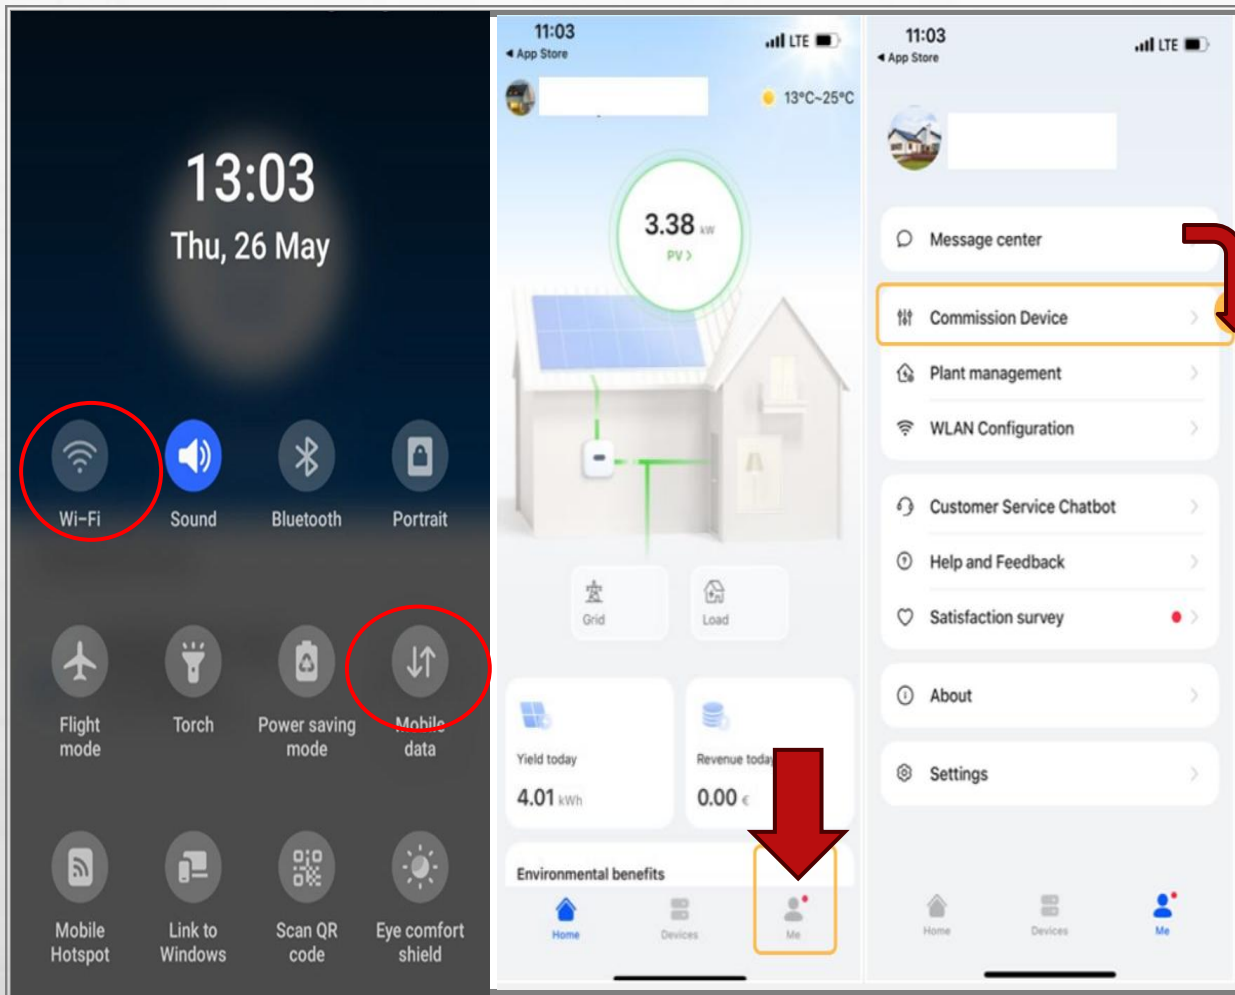 13:03
Thu, 26 May
Wi-Fi
Sound
Bluetooth
Portrait
Flight mode
Torch
Power saving mode
Mobile data
Mobile Hotspot
Link to Windows
Scan QR code
Eye comfort shield
11:03
LTE
App Store
13°C~25°C
3.38 kW
PV >
Grid
Load
Yield today
Revenue today
4.01 kWh
0.00 €
Environmental benefits
Home
Devices
Me
11:03
LTE
App Store
Message center
Commission Device
Plant management
WLAN Configuration
Customer Service Chatbot
Help and Feedback
Satisfaction survey
About
Settings
Home
Devices
Me